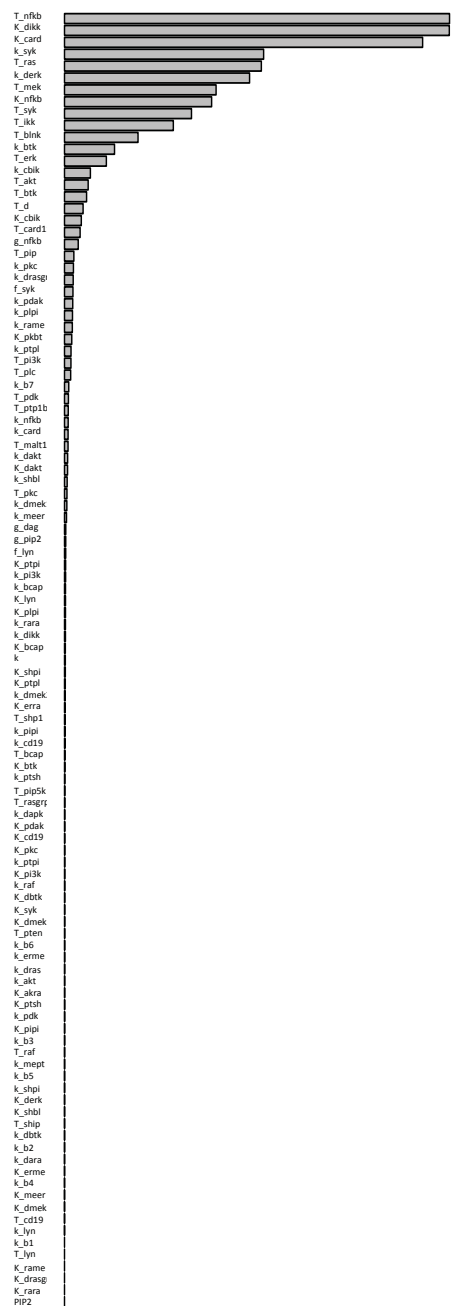 T_nfkb
K_dikk
K_card
k_syk
T_ras
k_derk
T_mek
K_nfkb
T_syk
T_ikk
T_blnk
k_btk
T_erk
k_cbik
T_akt
T_btk
T_d
K_cbik
T_card1
g_nfkb
T_pip
k_pkc
k_drasgr
f_syk
k_pdak
k_plpi
k_rame
K_pkbt
k_ptpl
T_pi3k
T_plc
k_b7
T_pdk
T_ptp1b
k_nfkb
k_card
T_malt1
k_dakt
K_dakt
k_shbl
T_pkc
k_dmek
k_meer
g_dag
g_pip2
f_lyn
K_ptpi
k_pi3k
k_bcap
K_lyn
K_plpi
k_rara
k_dikk
K_bcap
k
K_shpi
K_ptpl
k_dmek.
K_erra
T_shp1
k_pipi
k_cd19
T_bcap
K_btk
k_ptsh
T_pip5k
T_rasgrp
k_dapk
K_pdak
K_cd19
K_pkc
k_ptpi
K_pi3k
k_raf
K_dbtk
K_syk
K_dmek
T_pten
k_b6
k_erme
k_dras
k_akt
K_akra
K_ptsh
k_pdk
K_pipi
k_b3
T_raf
k_mept
k_b5
k_shpi
K_derk
K_shbl
T_ship
k_dbtk
k_b2
k_dara
K_erme
k_b4
K_meer
K_dmek
T_cd19
k_lyn
k_b1
T_lyn
K_rame
K_drasgr
K_rara
PIP2